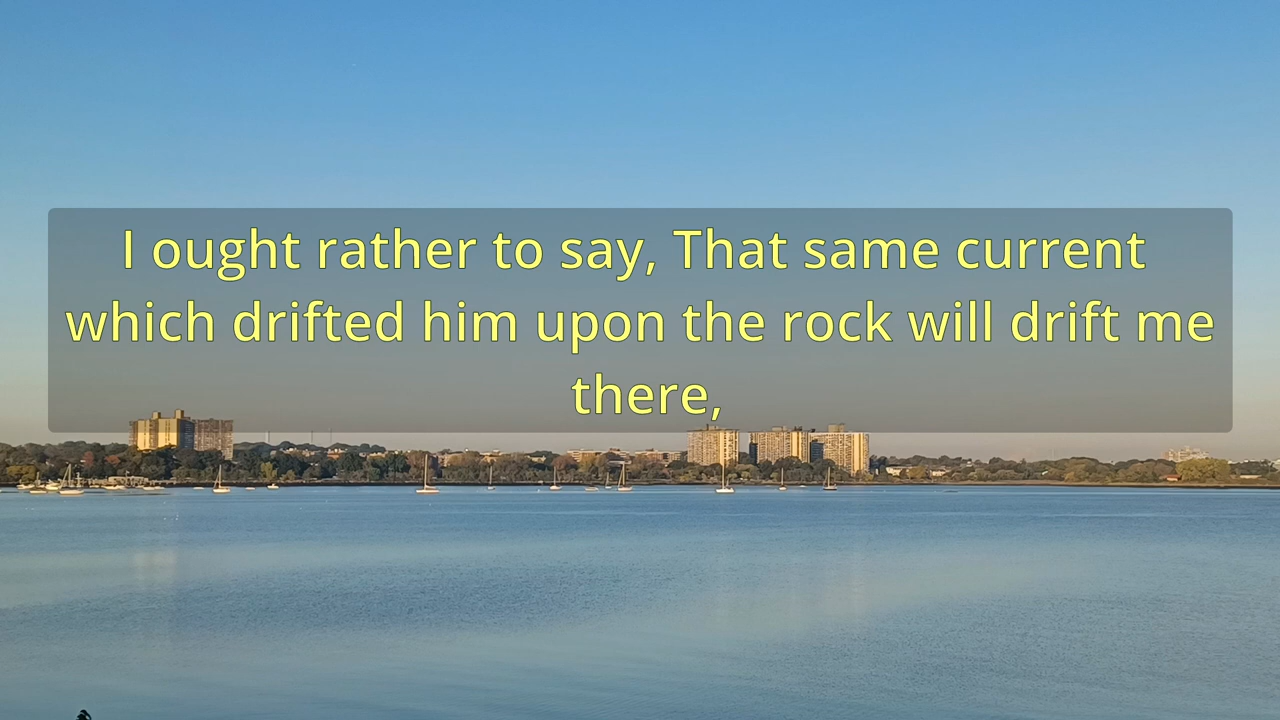 I ought rather to say, That same current
which drifted him upon the rock will drift me
there,